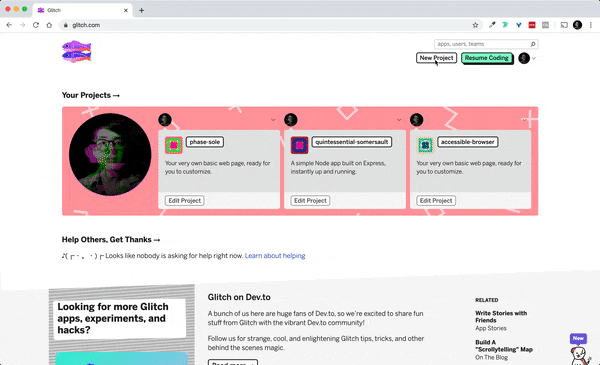 Glitch
glitch.com
apps, users, teams
New Project
Resume Coding
Your Projects →
phase-sole
Your very own basic web page, ready for
you to customize.
Edit Project
quintessential-somersault
A simple Node app built on Express,
instantly up and running.
Edit Project
accessible-browser
Your very own basic web page, ready for
you to customize.
Edit Project
Help Others, Get Thanks →
Looks like nobody is asking for help right now. Learn about helping
Looking for more Glitch
apps, experiments, and
hacks?
Glitch on Dev.to
A bunch of us here are huge fans of Dev.to, so we're excited to share fun
stuff from Glitch with the vibrant Dev.to community!
Follow us for strange, cool, and enlightening Glitch tips, tricks, and other
behind the scenes magic.
Read more →
RELATED
Write Stories with
Friends
App Stories
Build A
"Scrollytelling" Map
On The Blog
New